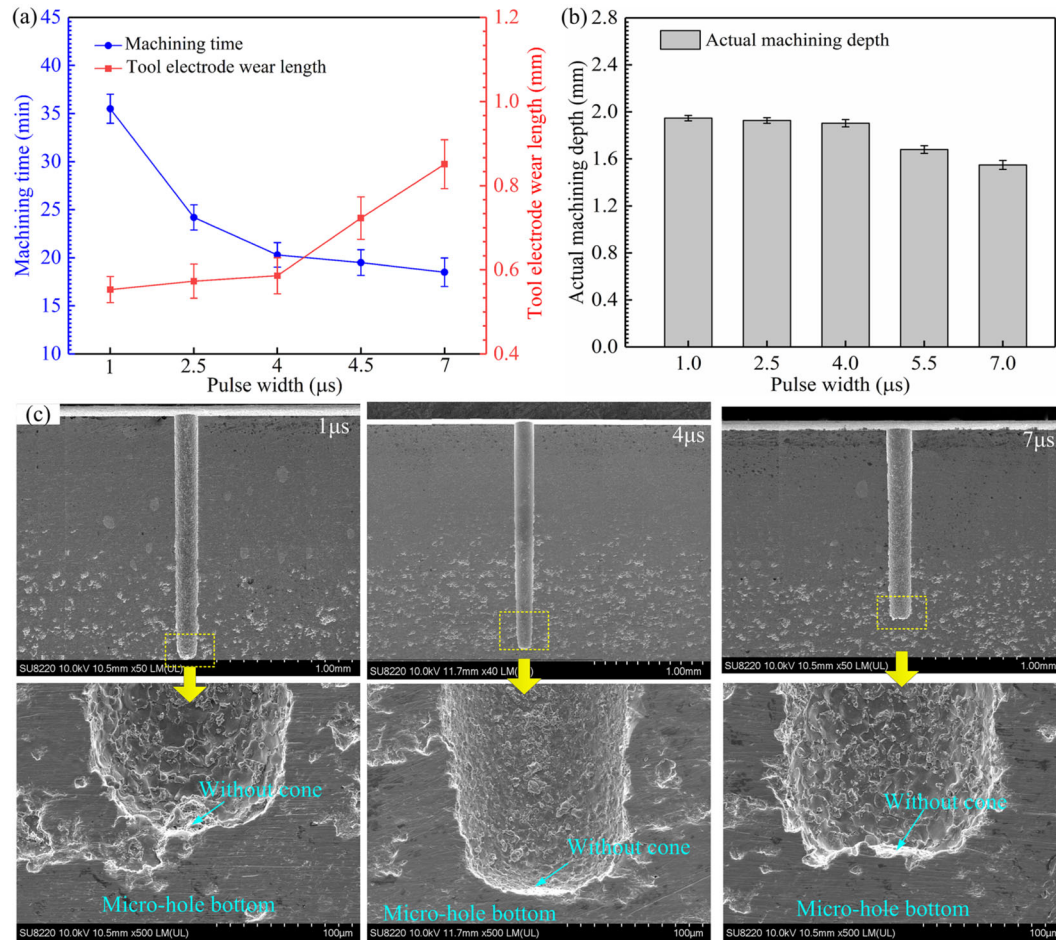 (a)
45
40
35
30
25
20
15
10
Machining time (min)
Machining time
Tool electrode wear length
1.2
1.0
0.8
0.6
0.4
Tool electrode wear length (mm)
1
2.5
4
4.5
7
Pulse width (μs)
(b)
2.8
2.4
2.0
1.6
1.2
0.8
0.4
0.0
Actual machining depth (mm)
Actual machining depth
1.0
2.5
4.0
5.5
7.0
Pulse width (μs)
(c)
1μs
SU8220 10.0kV 10.5mm x50 LM(UL)
1.00mm
4μs
SU8220 10.0kV 11.7mm x40 LM(UL)
1.00mm
7μs
SU8220 10.0kV 10.5mm x50 LM(UL)
1.00mm
Without cone
Micro-hole bottom
SU8220 10.0kV 10.5mm x500 LM(UL)
100μm
Without cone
Micro-hole bottom
SU8220 10.0kV 11.7mm x500 LM(UL)
100μm
Without cone
Micro-hole bottom
SU8220 10.0kV 10.5mm x500 LM(UL)
100μm